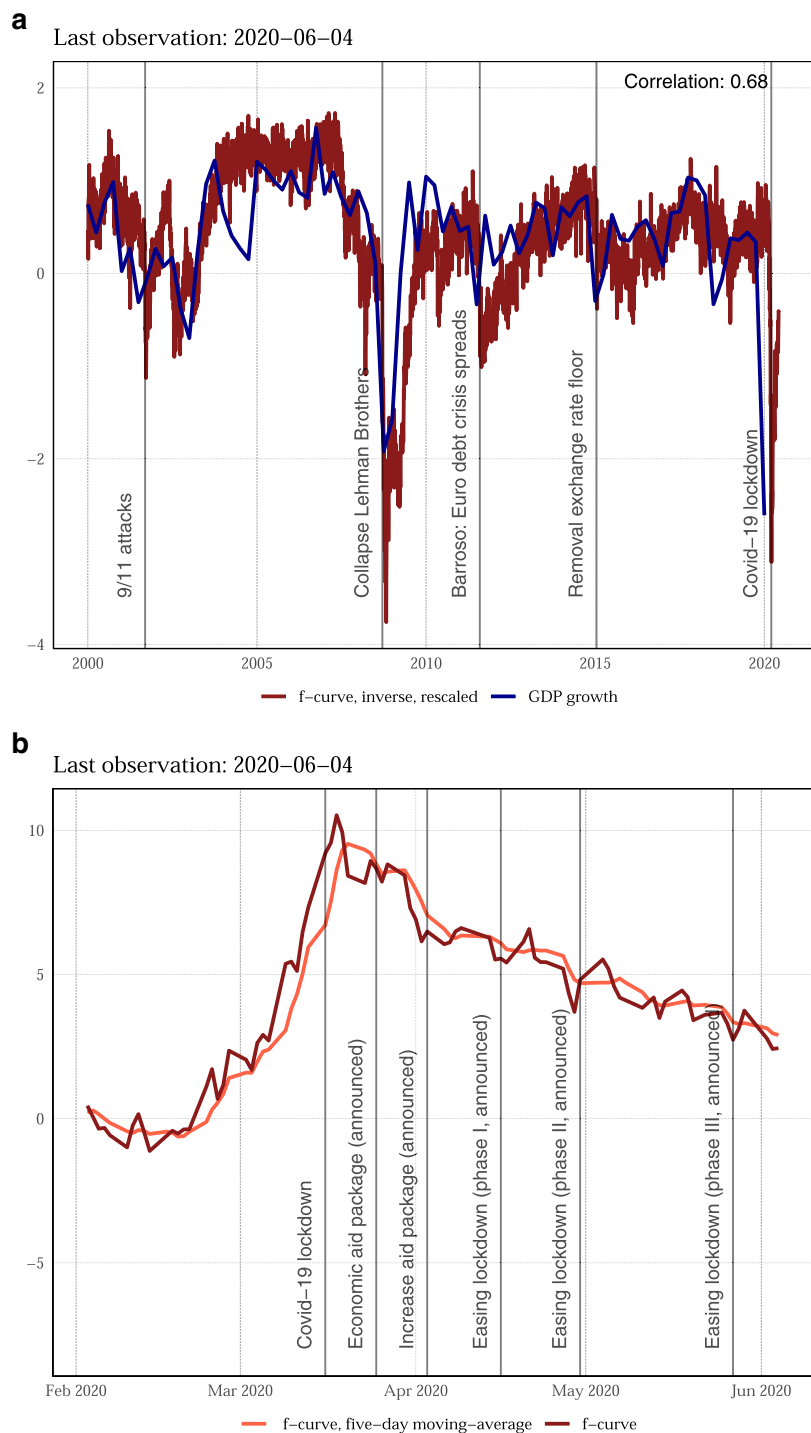 a
Last observation: 2020−06−04
Correlation: 0.68
2
0
−2
−4
9/11 attacks
Collapse Lehman Brothers
Barroso: Euro debt crisis spreads
Removal exchange rate floor
Covid−19 lockdown
2000
2005
2010
2015
2020
f−curve, inverse, rescaled
GDP growth
b
Last observation: 2020−06−04
10
5
0
−5
Covid−19 lockdown
Economic aid package (announced)
Increase aid package (announced)
Easing lockdown (phase I, announced)
Easing lockdown (phase II, announced)
Easing lockdown (phase III, announced)
Feb 2020
Mar 2020
Apr 2020
May 2020
Jun 2020
f−curve, five−day moving−average
f−curve